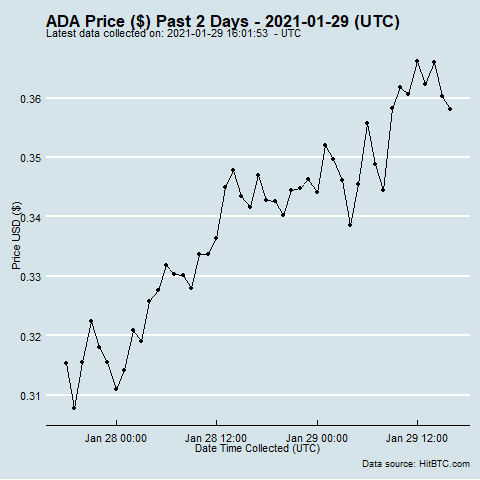 ADA Price ($) Past 2 Days - 2021-01-29 (UTC)
Latest data collected on: 2021-01-29 16:01:53 - UTC
0.36
0.35
0.34
0.33
0.32
0.31
Price USD ($)
Jan 28 00:00 Jan 28 12:00 Jan 29 00:00 Jan 29 12:00
Date Time Collected (UTC)
Data source: HitBTC.com